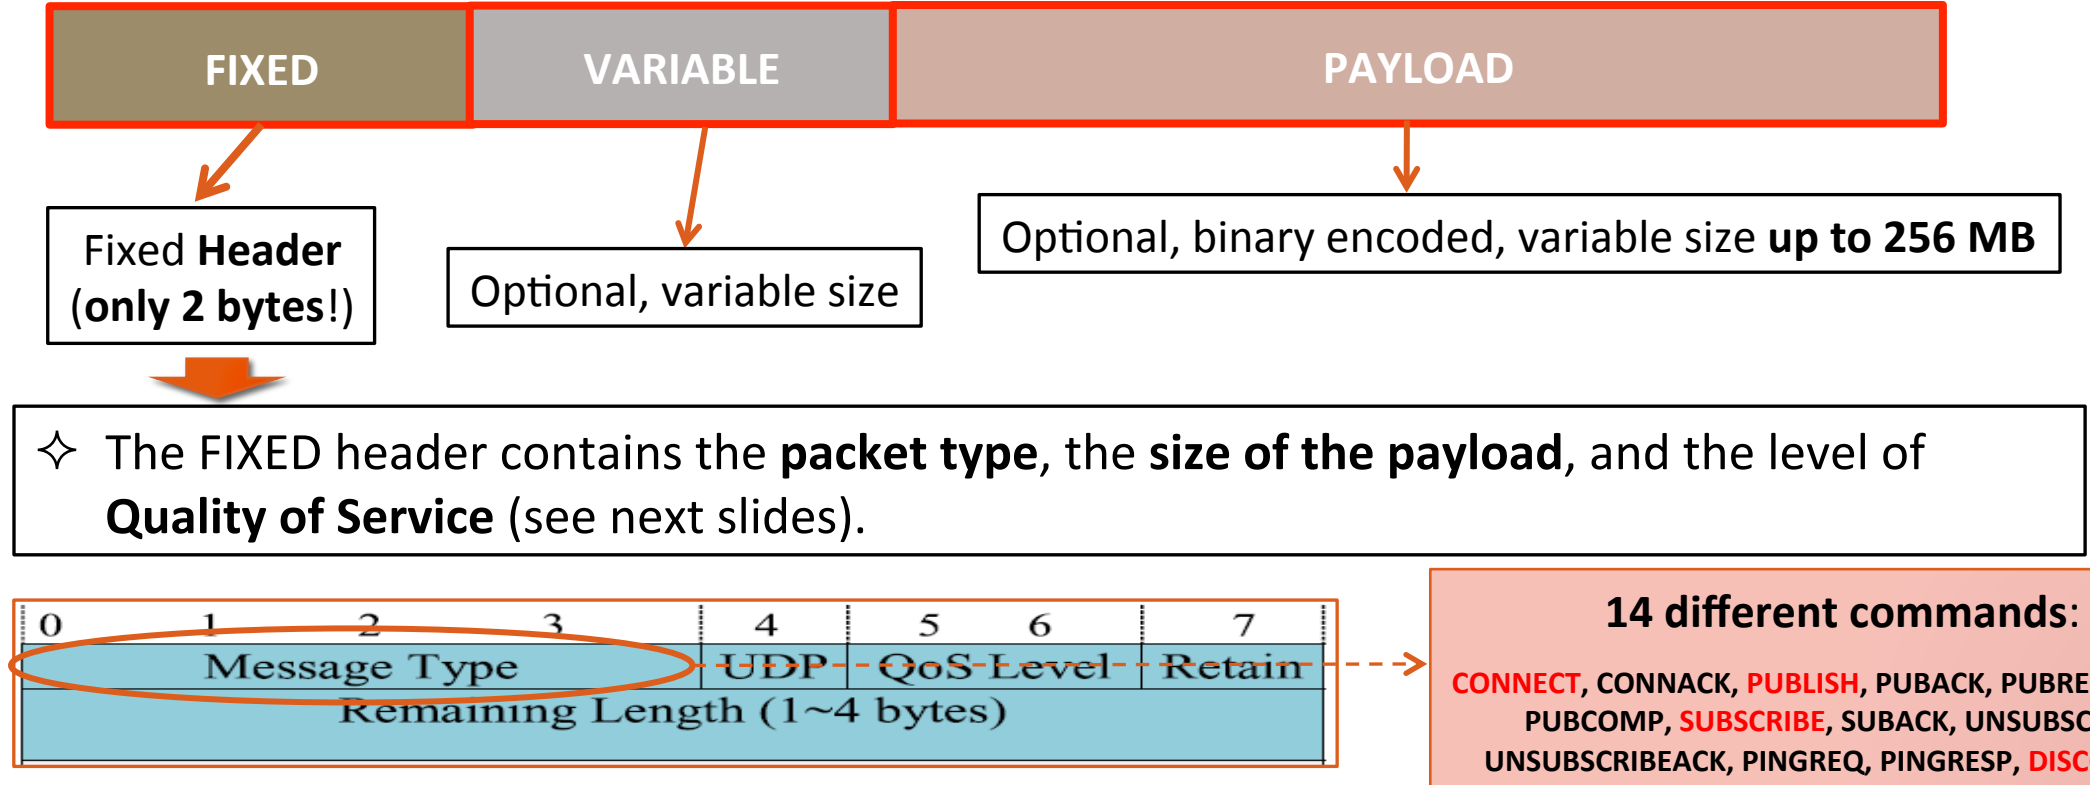 FIXED
VARIABLE
PAYLOAD
Fixed Header
(only 2 bytes!)
Optional, variable size
Optional, binary encoded, variable size up to 256 MB
✧ The FIXED header contains the packet type, the size of the payload, and the level of
Quality of Service (see next slides).
0 1 2 3 4 5 6 7
Message Type UDP QoS Level Retain
Remaining Length (1~4 bytes)
14 different commands:
CONNECT, CONNACK, PUBLISH, PUBACK, PUBRE
PUBCOMP, SUBSCRIBE, SUBACK, UNSUBSC
UNSUBSCRIBEACK, PINGREQ, PINGRESP, DISC